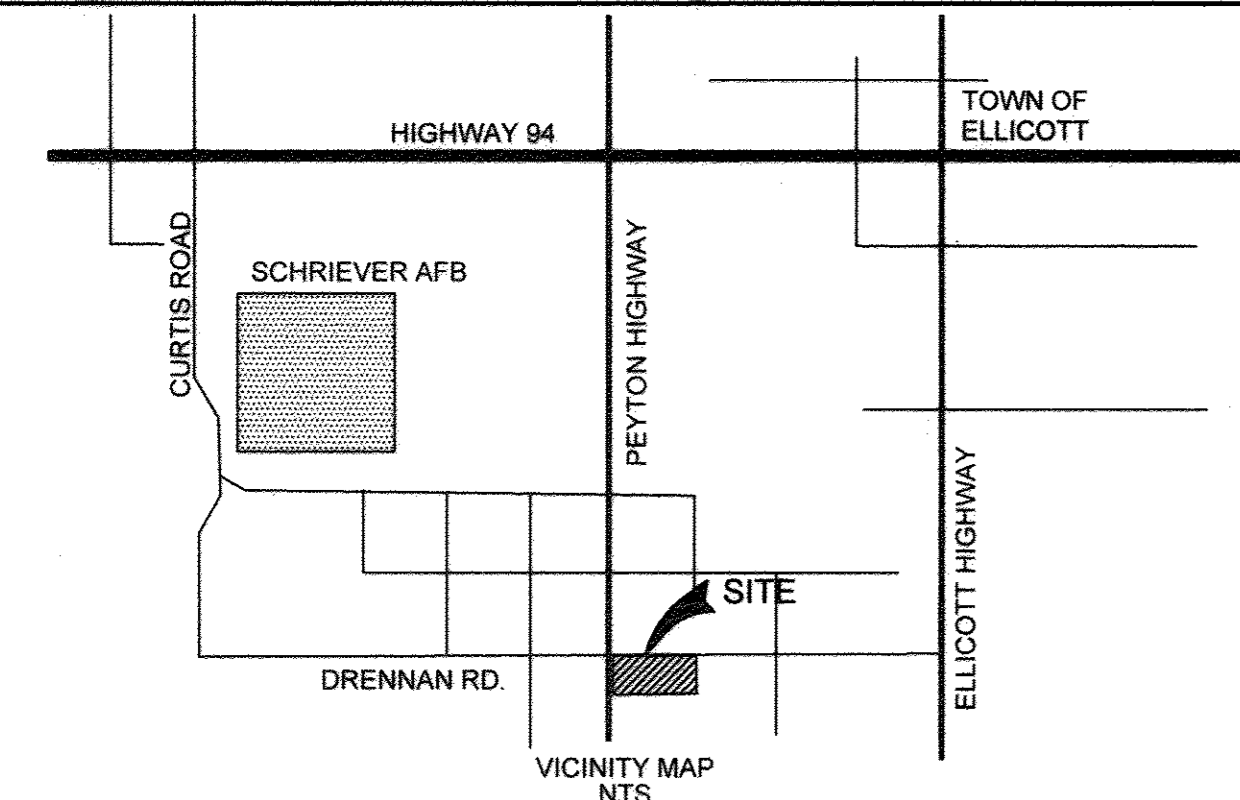 TOWN OF
ELLICOTT
HIGHWAY 94
CURTIS ROAD
SCHRIEVER AFB
PEYTON HIGHWAY
ELLICOTT HIGHWAY
SITE
DRENNAN RD.
VICINITY MAP
NTS